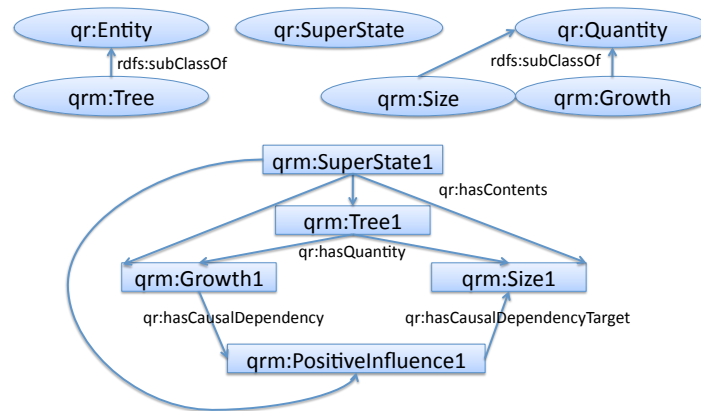 qr:Entity
qr:SuperState
qr:Quantity
rdfs:subClassOf
rdfs:subClassOf
qrm:Tree
qrm:Size
qrm:Growth
qrm:SuperState1
qr:hasContents
qrm:Tree1
qr:hasQuantity
qrm:Growth1
qrm:Size1
qr:hasCausalDependency
qr:hasCausalDependencyTarget
qrm:PositiveInfluence1